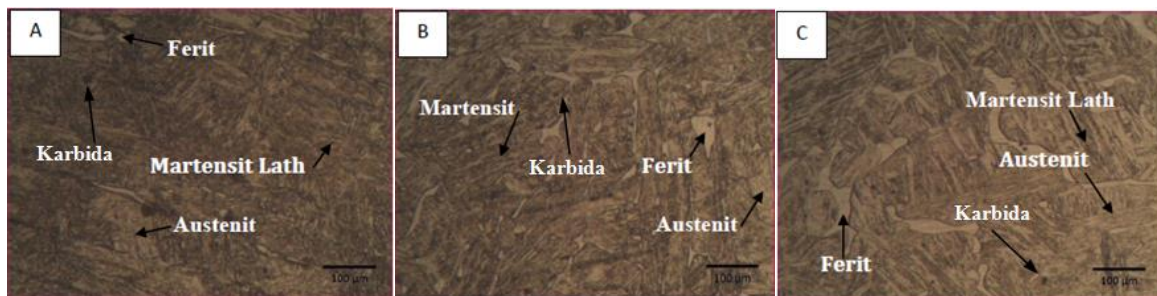 A
Ferit
Karbida
Martensit Lath
Austenit
100 µm
B
Martensit
Karbida
Ferit
Austenit
100 µm
C
Martensit Lath
Austenit
Karbida
Ferit
100 µm